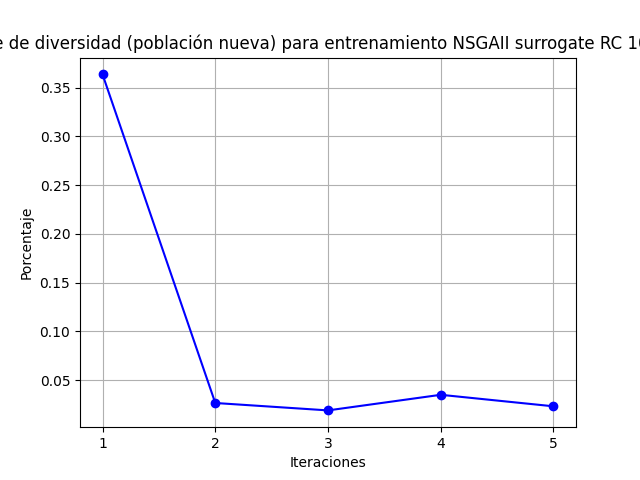 de diversidad (población nueva) para entrenamiento NSGAII surrogate RC
0.35
0.30
0.25
0.20
0.15
0.10
0.05
Porcentaje
1 2 3 4 5
Iteraciones